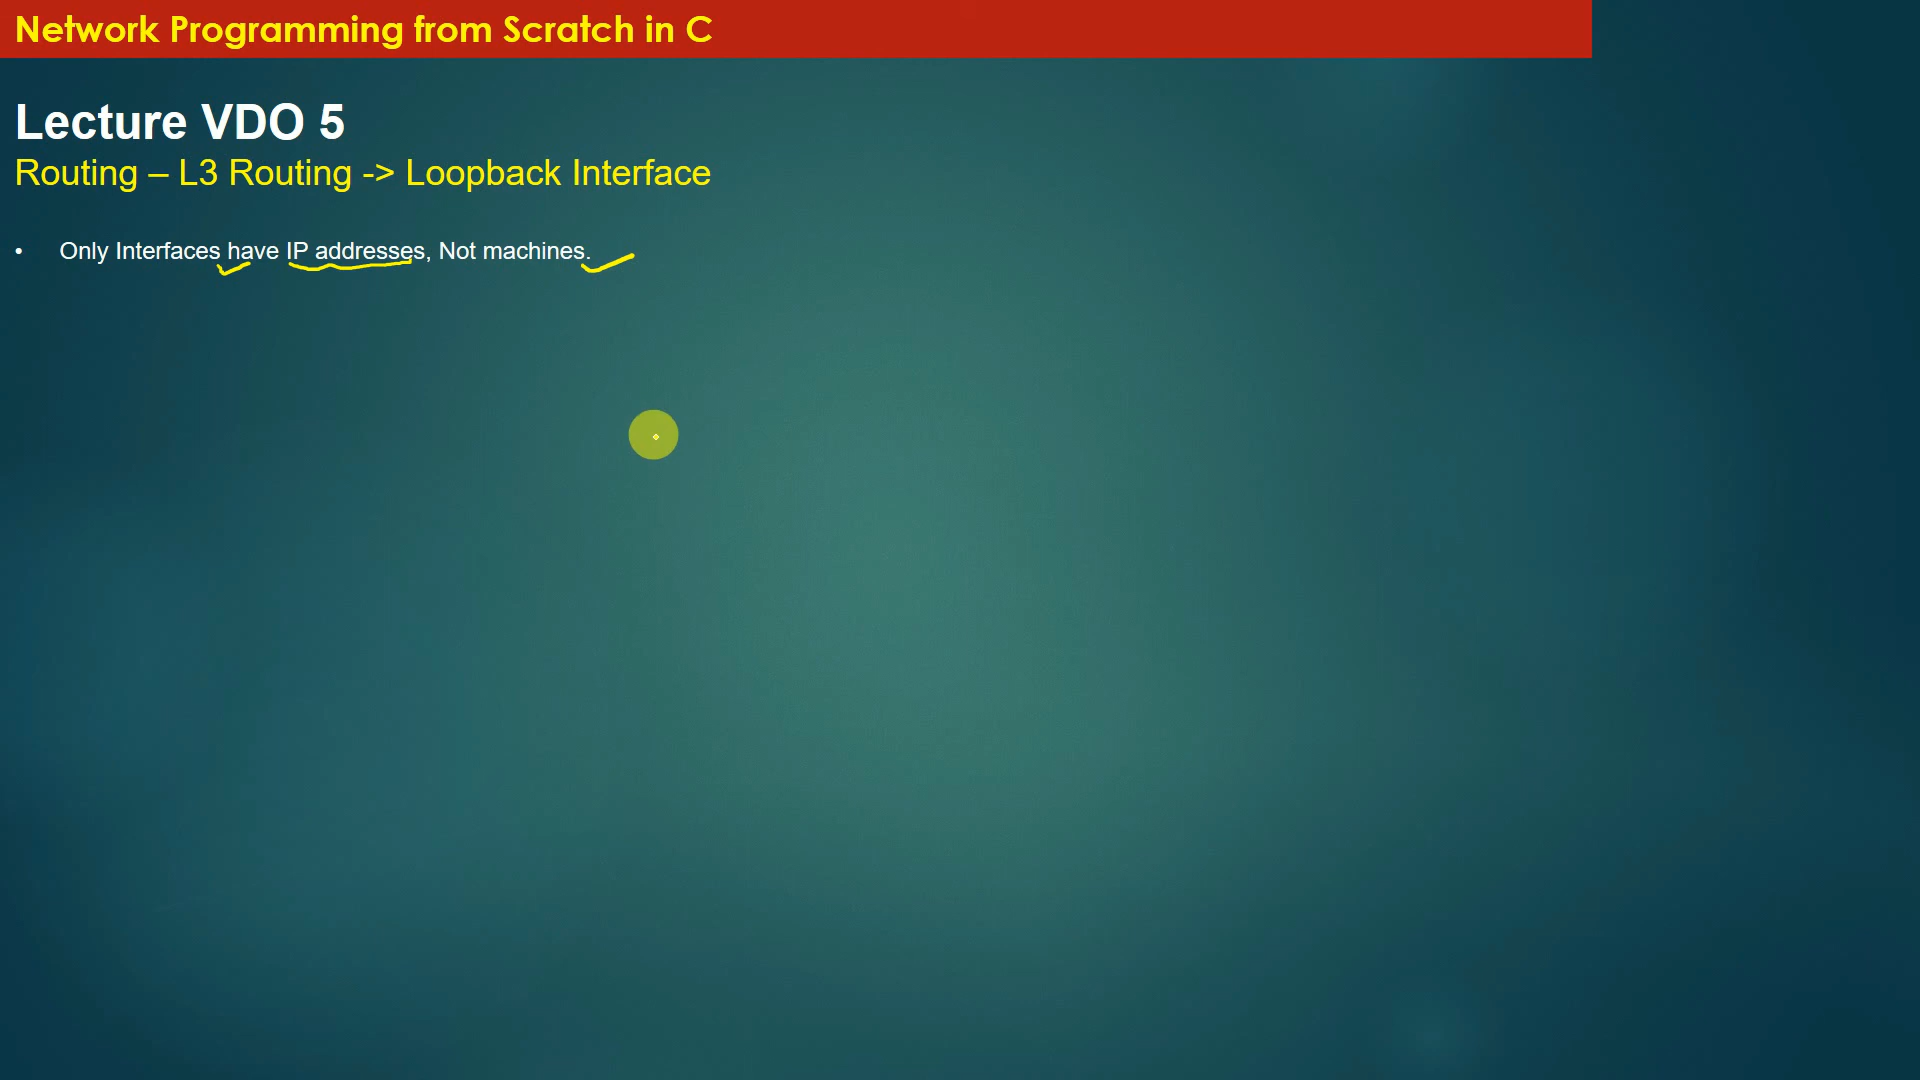 Network Programming from Scratch in C
Lecture VDO 5
Routing – L3 Routing -> Loopback Interface
• Only Interfaces have IP addresses, Not machines.